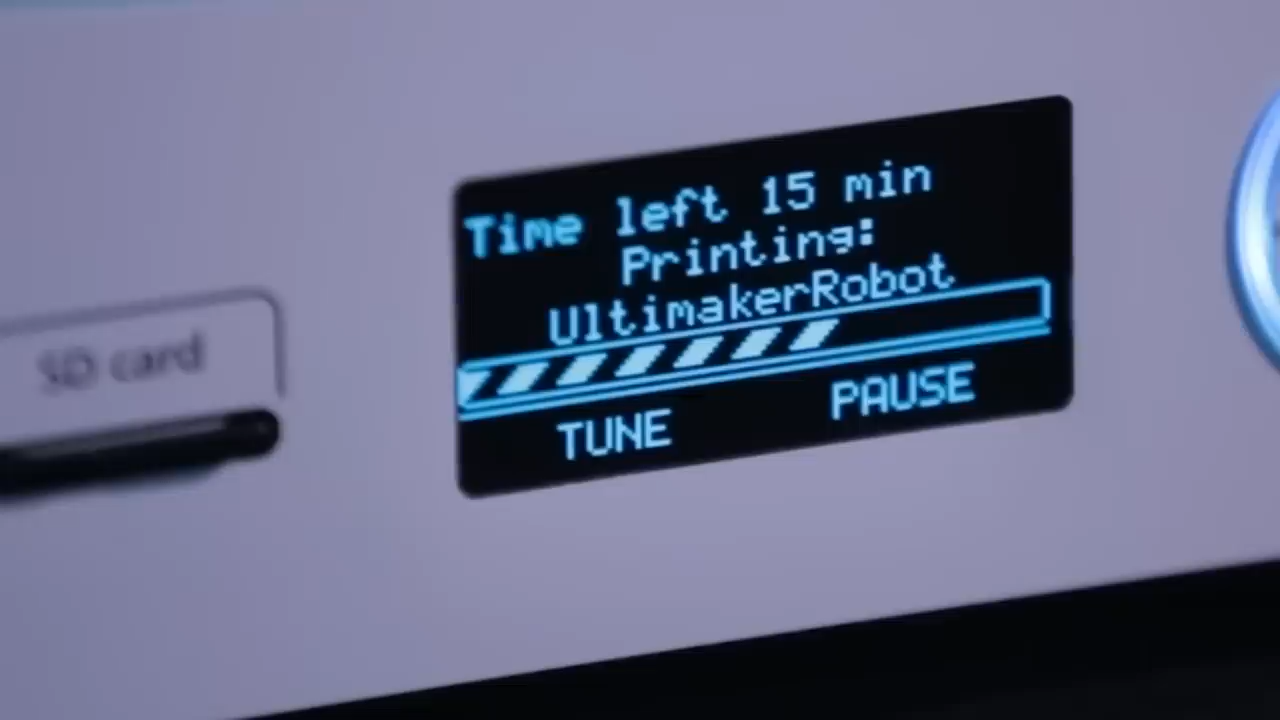 SD card
Time left 15 min
Printing:
UltimakerRobot
TUNE
PAUSE